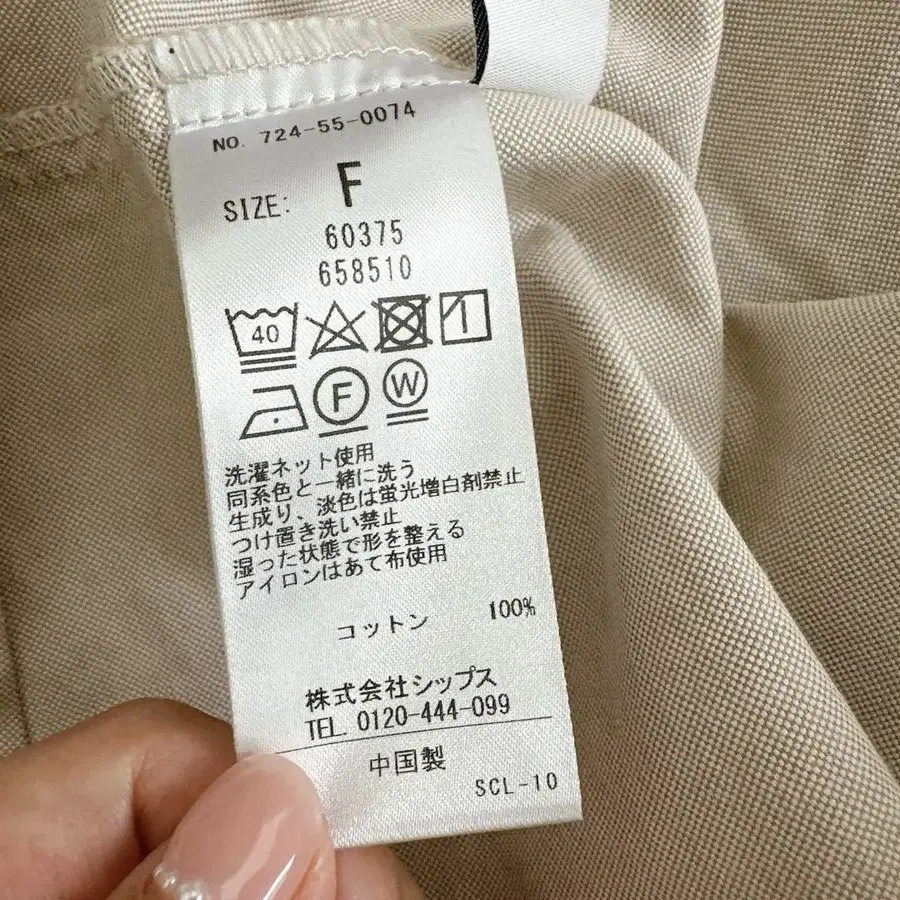 NO. 724-55-0074
SIZE: F
60375
658510
40
F W
洗濯ネット使用
同系色と一緒に洗う
生成り、淡色は蛍光増白剤禁止
つけ置き洗い禁止
湿った状態で形を整える
アイロンはあて布使用
コットン 100%
株式会社シップス
TEL. 0120-444-099
中国製
SCL-10